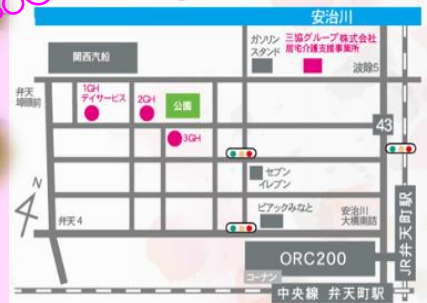 安治川
ガソリン
スタンド
三協グループ株式会社
居宅介護支援事業所
関西汽船
波除5
弁天
埠頭前
1GH
デイサービス
2GH
公園
3GH
43
セブン
イレブン
N
弁天4
ピアックみなと
安治川
大橋東詰
JR弁天町駅
ORC200
コーナン
中央線 弁天町駅